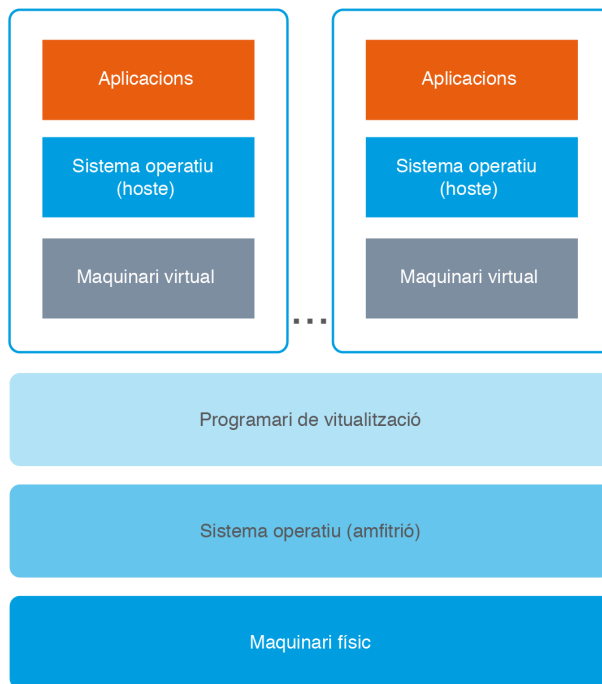 Aplicacions
Sistema operatiu
(hoste)
Maquinari virtual
...
Aplicacions
Sistema operatiu
(hoste)
Maquinari virtual
Programari de vitualització
Sistema operatiu (amfitrió)
Maquinari físic